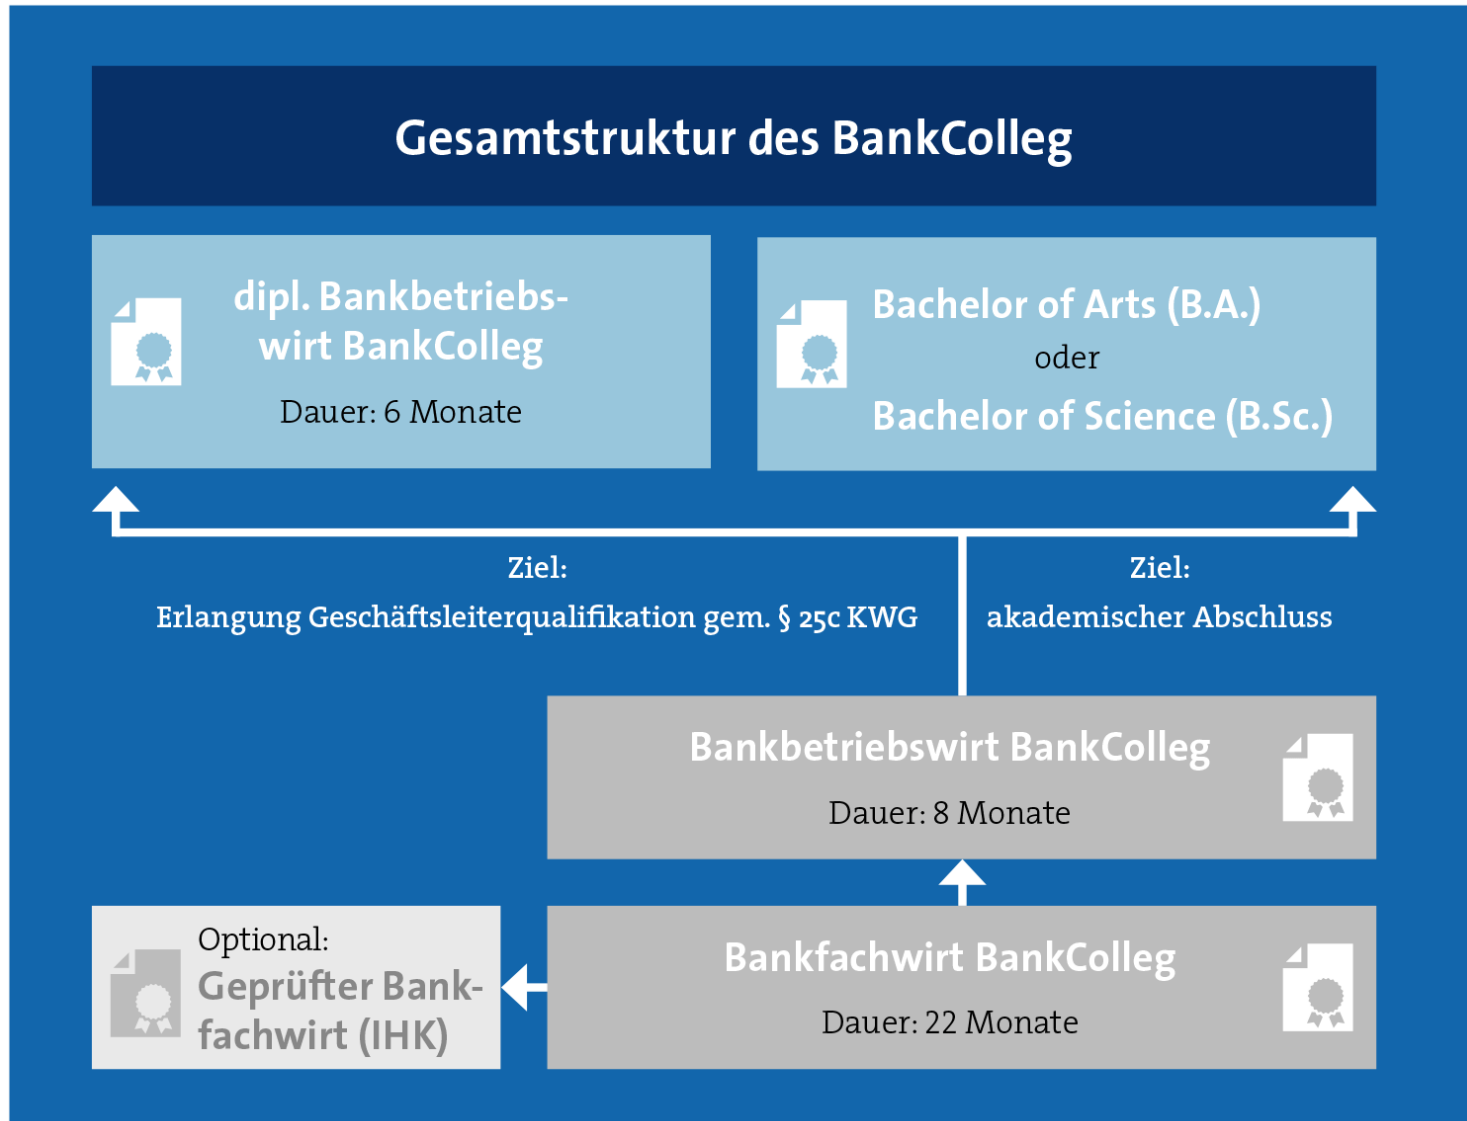 Gesamtstruktur des BankColleg
dipl. Bankbetriebs-
wirt BankColleg
Dauer: 6 Monate
Bachelor of Arts (B.A.)
oder
Bachelor of Science (B.Sc.)
Ziel:
Erlangung Geschäftsleiterqualifikation gem. § 25c KWG
Ziel:
akademischer Abschluss
Bankbetriebswirt BankColleg
Dauer: 8 Monate
Optional:
Geprüfter Bank-
fachwirt (IHK)
Bankfachwirt BankColleg
Dauer: 22 Monate